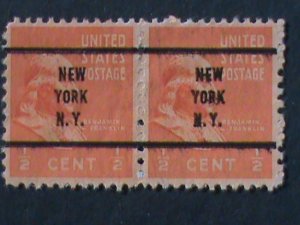 UNITED STATES POSTAGE
NEW YORK N.Y.
BENJAMIN FRANKLIN
1/2 CENT 1/2
UNITED STATES POSTAGE
NEW YORK N.Y.
BENJAMIN FRANKLIN
1/2 CENT 1/2